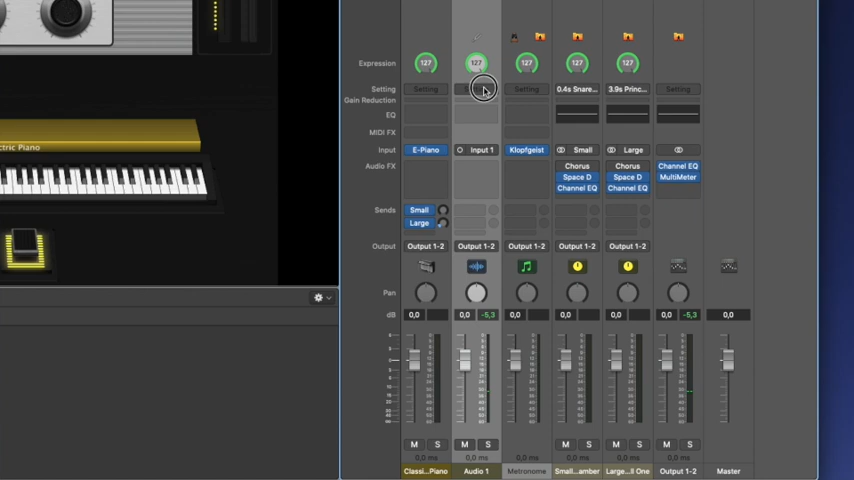 Expression 127 127 127 127 127
Setting Setting Setting 0.4s Snare... 3.9s Princ... Setting
Gain Reduction
EQ
ctric Piano
MIDI FX
Input E-Piano Input 1 Klopfgeist Small Large
Audio FX Chorus Chorus Channel EQ
Space D Space D MultiMeter
Channel EQ Channel EQ
Sends Small
Large
Output Output 1-2 Output 1-2 Output 1-2 Output 1-2 Output 1-2
Pan
dB 0,0 0,0 -5,3 0,0 0,0 0,0 0,0 -5,3 0,0
M S M S M S M S M S M S M
0,0 ms 0,0 ms 0,0 ms 0,0 ms 0,0 ms 0,0 ms
Classi...Piano Audio 1 Metronome Small...amber Large...ll One Output 1-2 Master